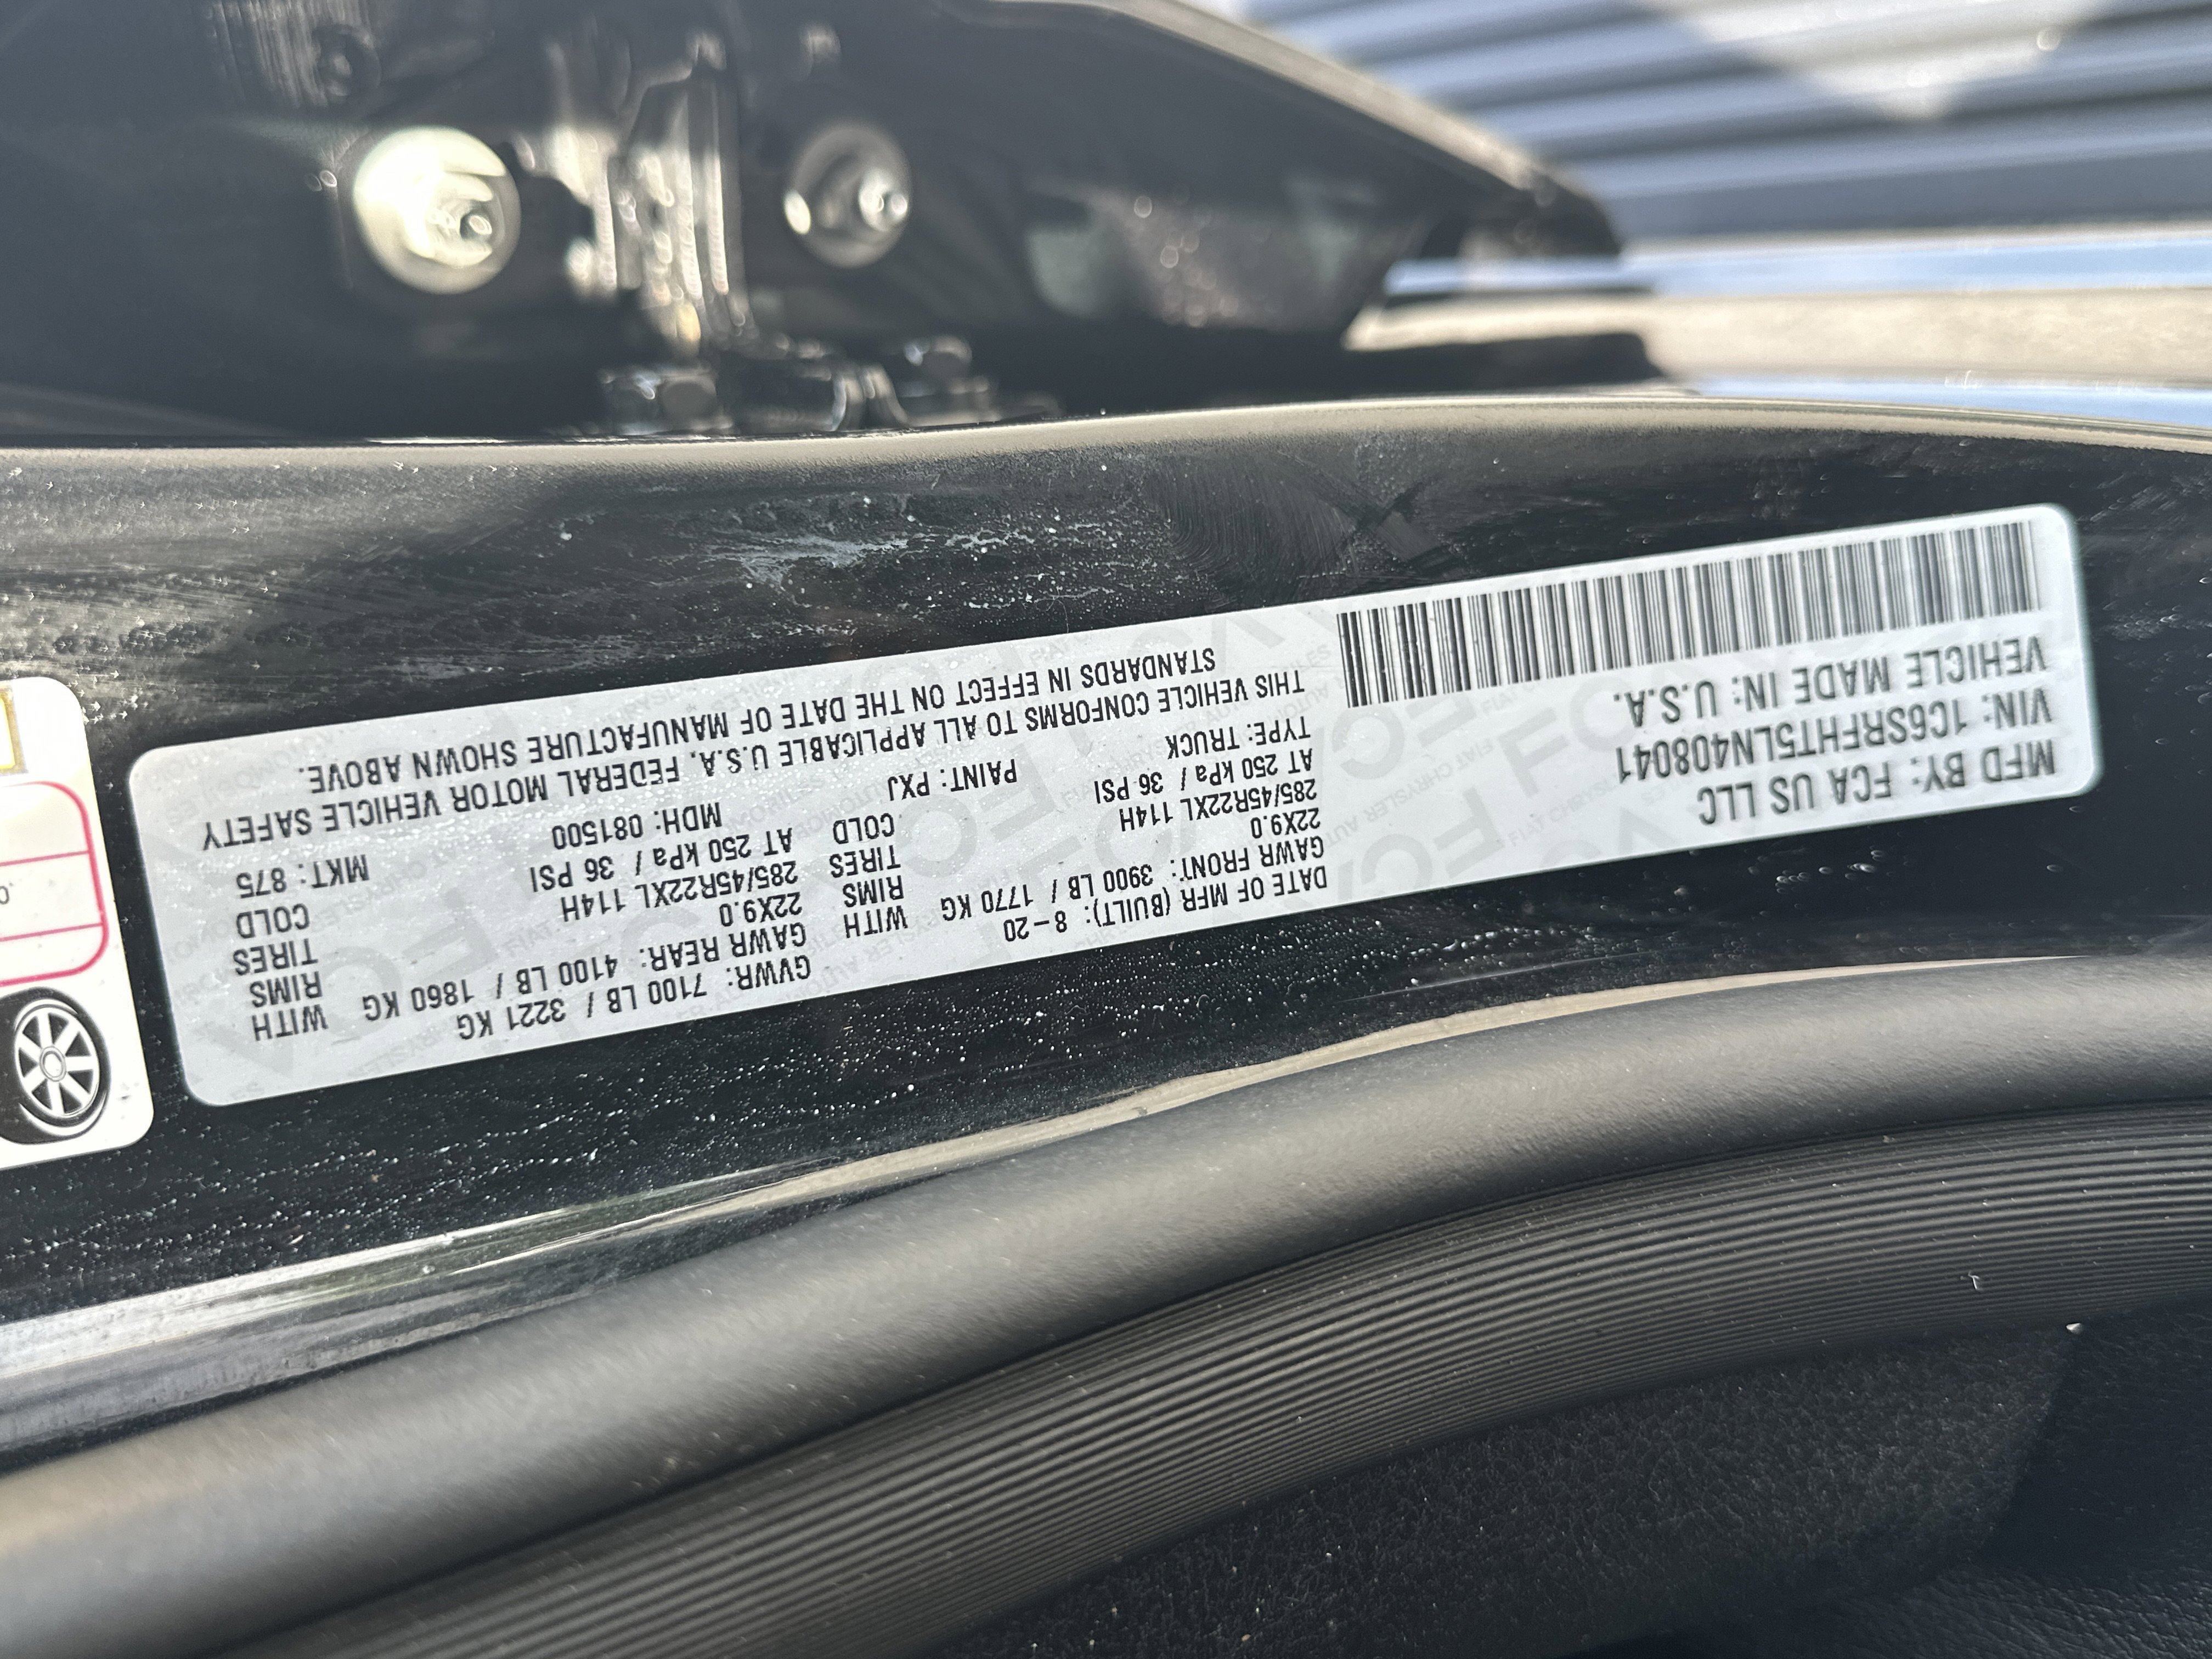 MFD BY: FCA US LLC
VIN: 1C6SRFHT5LN408041
VEHICLE MADE IN: U.S.A.
DATE OF MFR (BUILT): 8-20 GVWR: 7100 LB / 3221 KG
GAWR FRONT: 3900 LB / 1770 KG WITH GAWR REAR: 4100 LB / 1860 KG WITH
22X9.0 RIMS 22X9.0 RIMS
285/45R22XL 114H TIRES 285/45R22XL 114H TIRES
AT 250 kPa / 36 PSI COLD AT 250 kPa / 36 PSI COLD
TYPE: TRUCK PAINT: PXJ MDH: 081500 MKT: 875
THIS VEHICLE CONFORMS TO ALL APPLICABLE U.S.A. FEDERAL MOTOR VEHICLE SAFETY
STANDARDS IN EFFECT ON THE DATE OF MANUFACTURE SHOWN ABOVE.